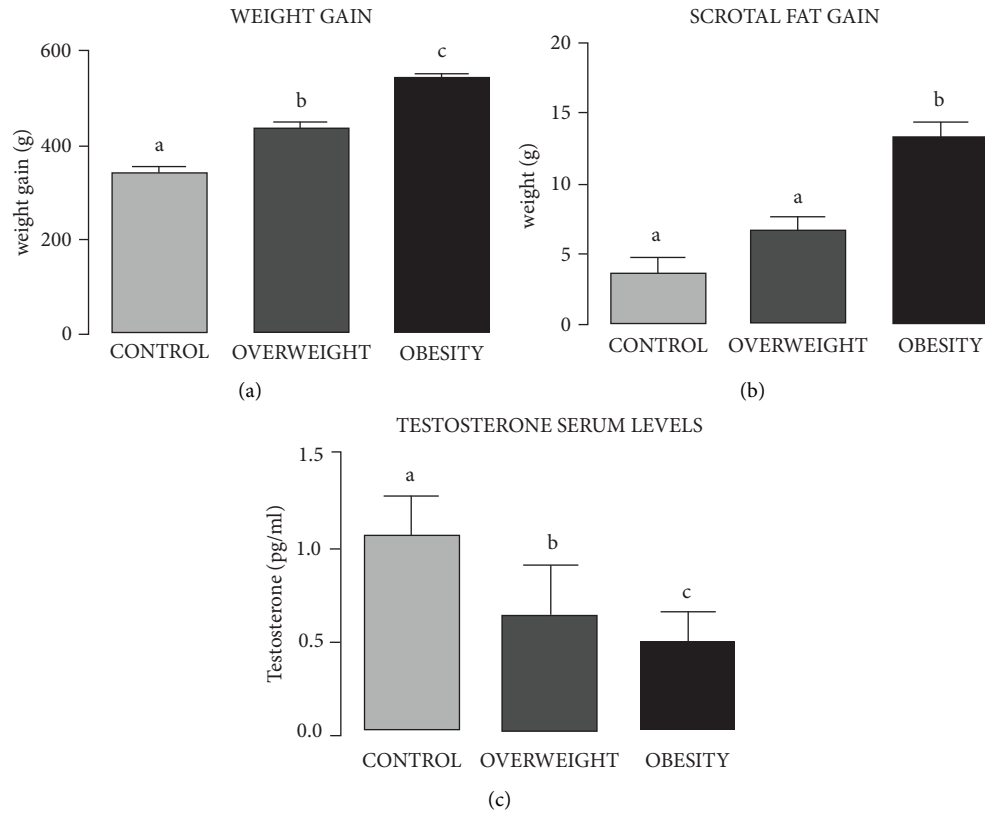 WEIGHT GAIN
600
400
200
0
weight gain (g)
a
b
c
CONTROL
OVERWEIGHT
OBESITY
(a)
SCROTAL FAT GAIN
20
15
10
5
0
weight (g)
a
a
b
CONTROL
OVERWEIGHT
OBESITY
(b)
TESTOSTERONE SERUM LEVELS
1.5
1.0
0.5
0.0
Testosterone (pg/ml)
a
b
c
CONTROL
OVERWEIGHT
OBESITY
(c)